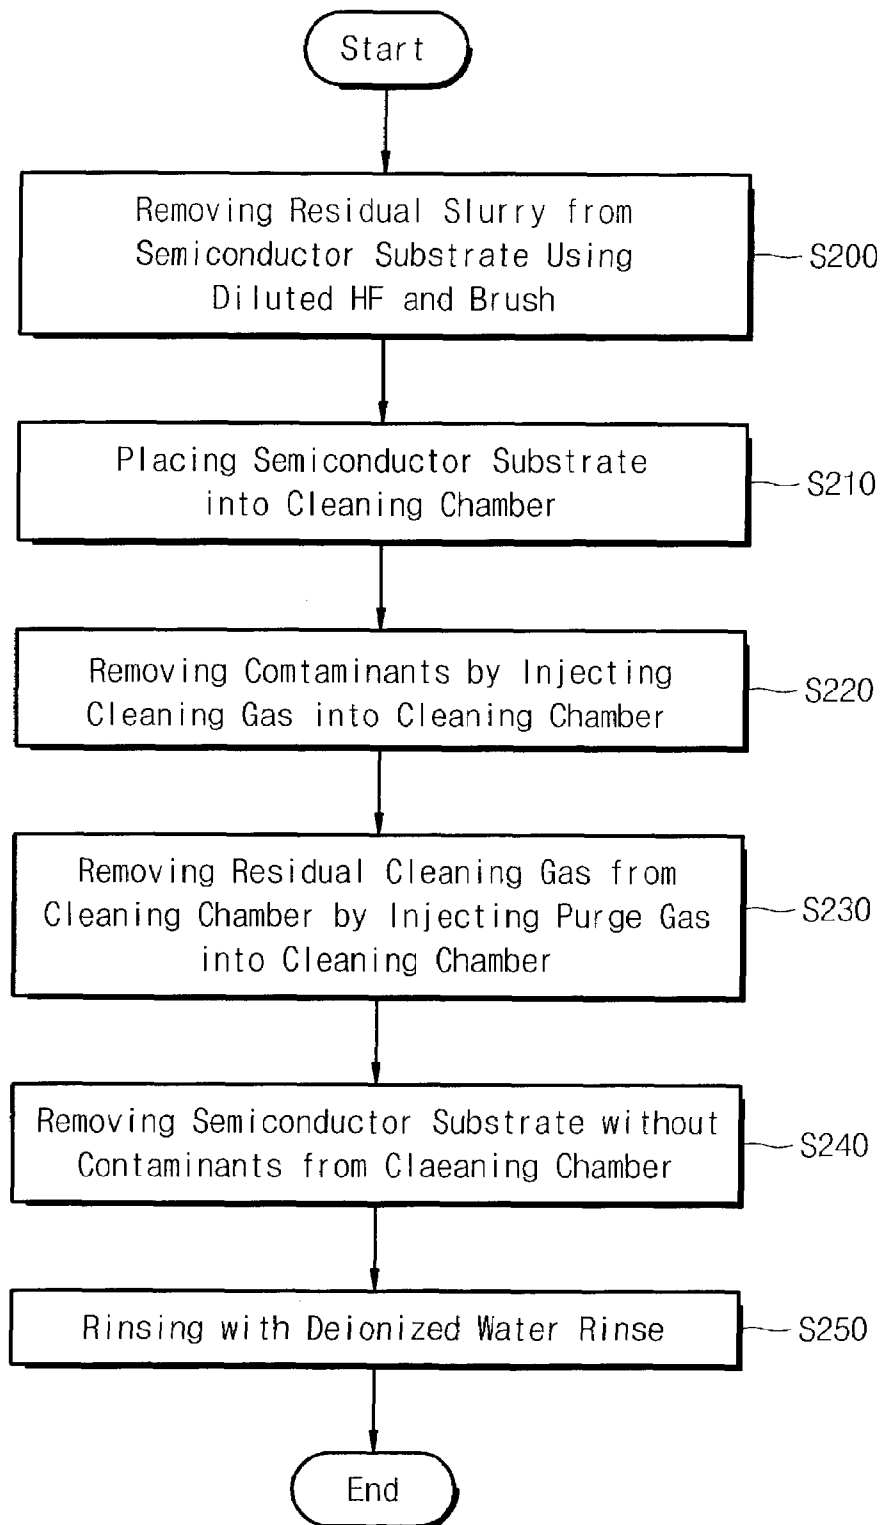 Start
Removing Residual Slurry from
Semiconductor Substrate Using
Diluted HF and Brush
S200
Placing Semiconductor Substrate
into Cleaning Chamber
S210
Removing Comtaminants by Injecting
Cleaning Gas into Cleaning Chamber
S220
Removing Residual Cleaning Gas from
Cleaning Chamber by Injecting Purge Gas
into Cleaning Chamber
S230
Removing Semiconductor Substrate without
Contaminants from Claeaning Chamber
S240
Rinsing with Deionized Water Rinse
S250
End